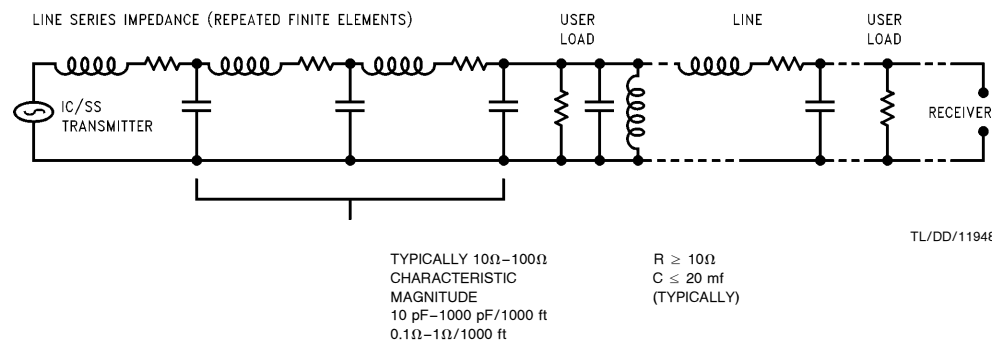 LINE SERIES IMPEDANCE (REPEATED FINITE ELEMENTS)
USER
LOAD
LINE
USER
LOAD
IC/SS
TRANSMITTER
RECEIVER
TL/DD/11948
TYPICALLY 10Ω–100Ω
CHARACTERISTIC
MAGNITUDE
10 pF–1000 pF/1000 ft
0.1Ω–1Ω/1000 ft
R ≥ 10Ω
C ≤ 20 mf
(TYPICALLY)